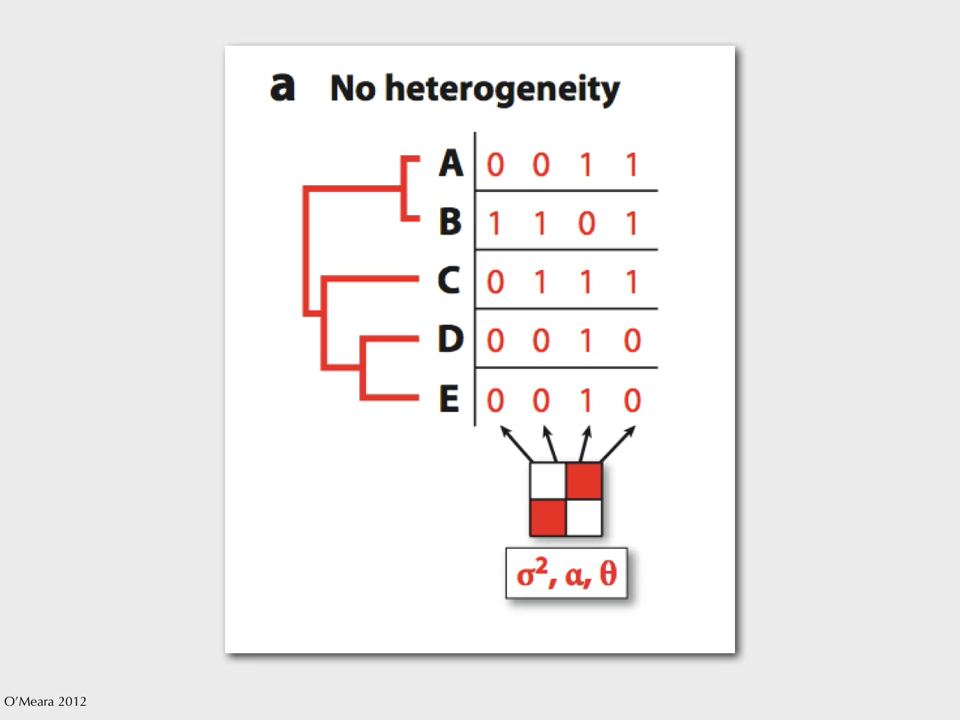 a No heterogeneity
A 0 0 1 1
B 1 1 0 1
C 0 1 1 1
D 0 0 1 0
E 0 0 1 0
σ², α, θ
O’Meara 2012